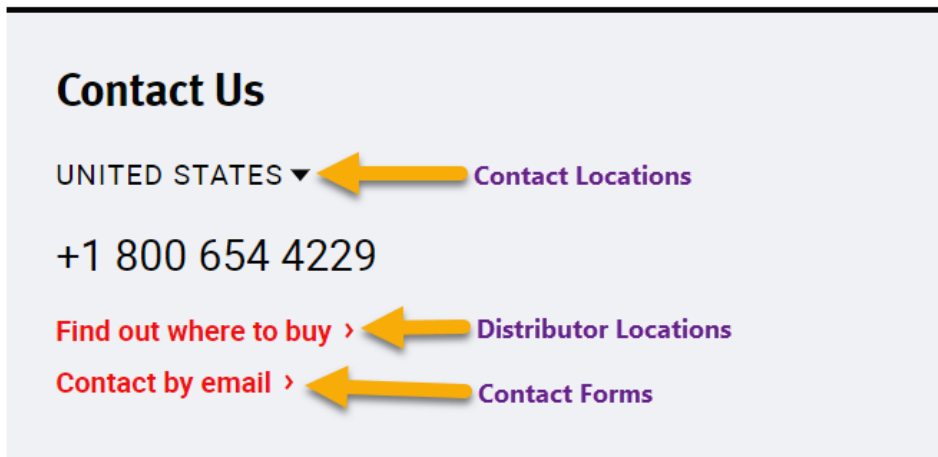 Contact Us
UNITED STATES Contact Locations
+1 800 654 4229
Find out where to buy › Distributor Locations
Contact by email › Contact Forms